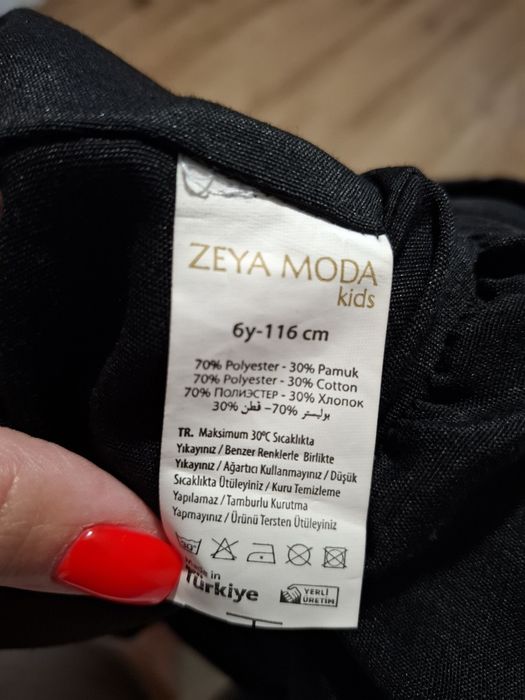 ZEYA MODA
kids
6y-116 cm
70% Polyester - 30% Pamuk
70% Polyester - 30% Cotton
70% ПОЛИЭСТЕР - 30% Хлопок
بوليستر 70%– قطن 30%
TR. Maksimum 30°C Sıcaklıkta
Yıkayınız / Benzer Renklerle Birlikte
Yıkayınız / Ağartıcı Kullanmayınız / Düşük
Sıcaklıkta Ütüleyiniz / Kuru Temizleme
Yapılamaz / Tamburlu Kurutma
Yapmayınız / Ürünü Tersten Ütüleyiniz
30°
Made in
Türkiye
YERLİ
ÜRETİM